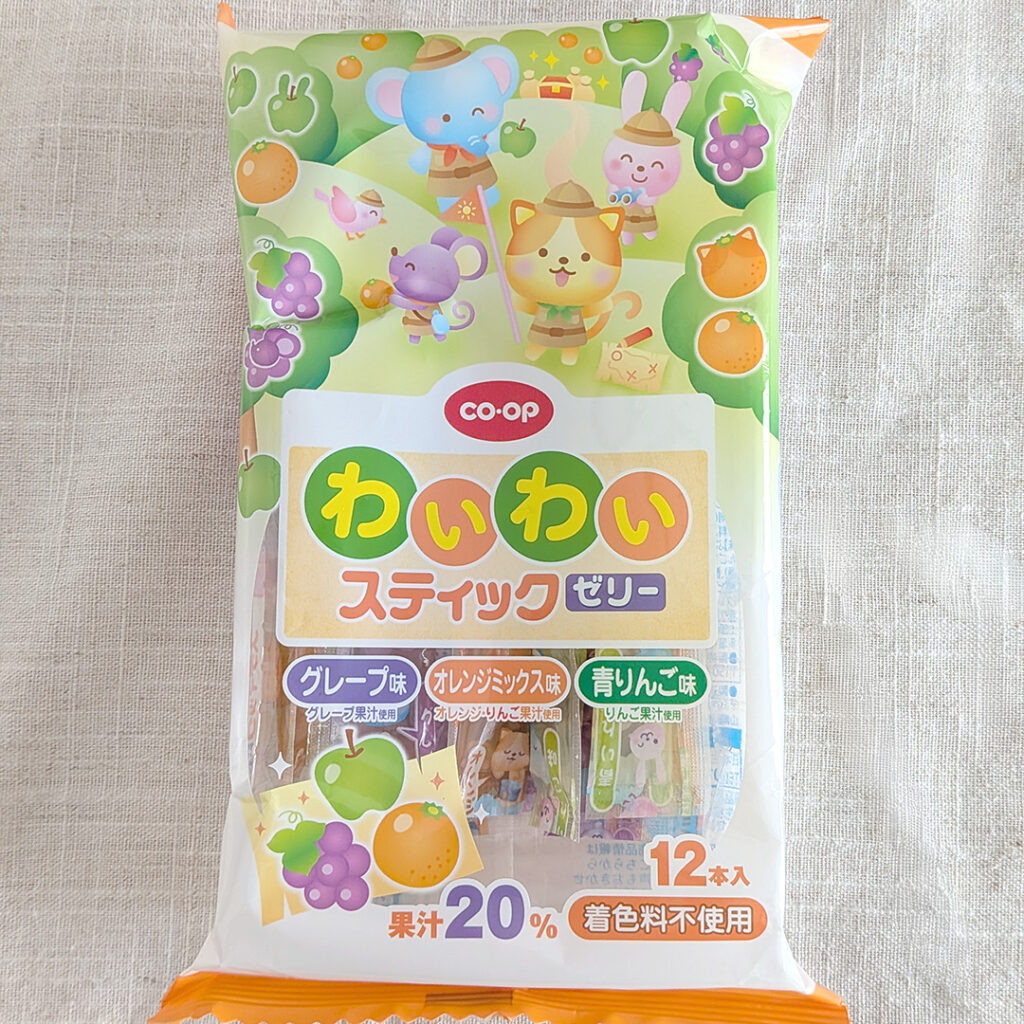 CO·OP
わいわい
スティックゼリー
グレープ味 オレンジミックス味 青りんご味
グレープ果汁使用 オレンジ・りんご果汁使用 りんご果汁使用
12本入
果汁20% 着色料不使用